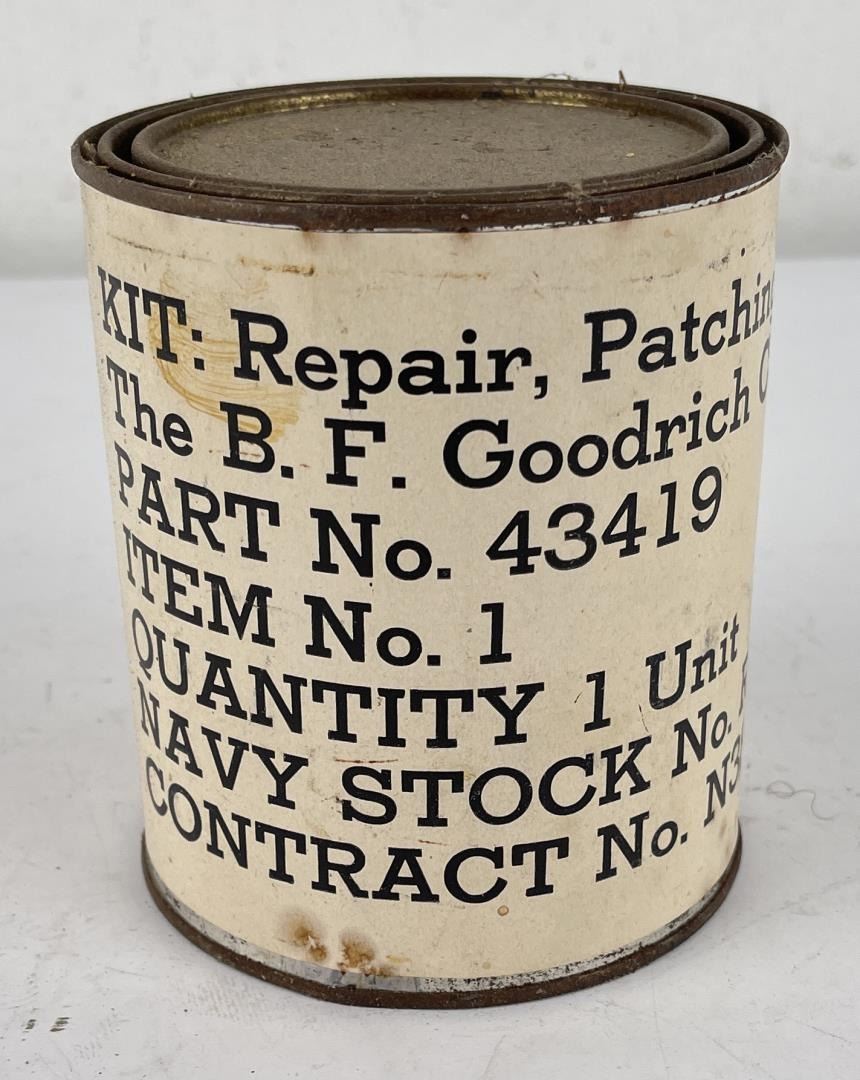 KIT: Repair, Patching
The B. F. Goodrich
PART No. 43419
ITEM No. 1
QUANTITY 1 Unit
NAVY STOCK No.
CONTRACT No.